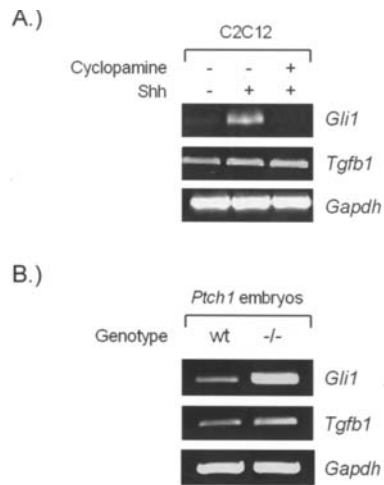 A.)
C2C12
Cyclopamine - - +
Shh - + +
Gli1
Tgfb1
Gapdh
B.)
Ptch1 embryos
Genotype wt -/-
Gli1
Tgfb1
Gapdh